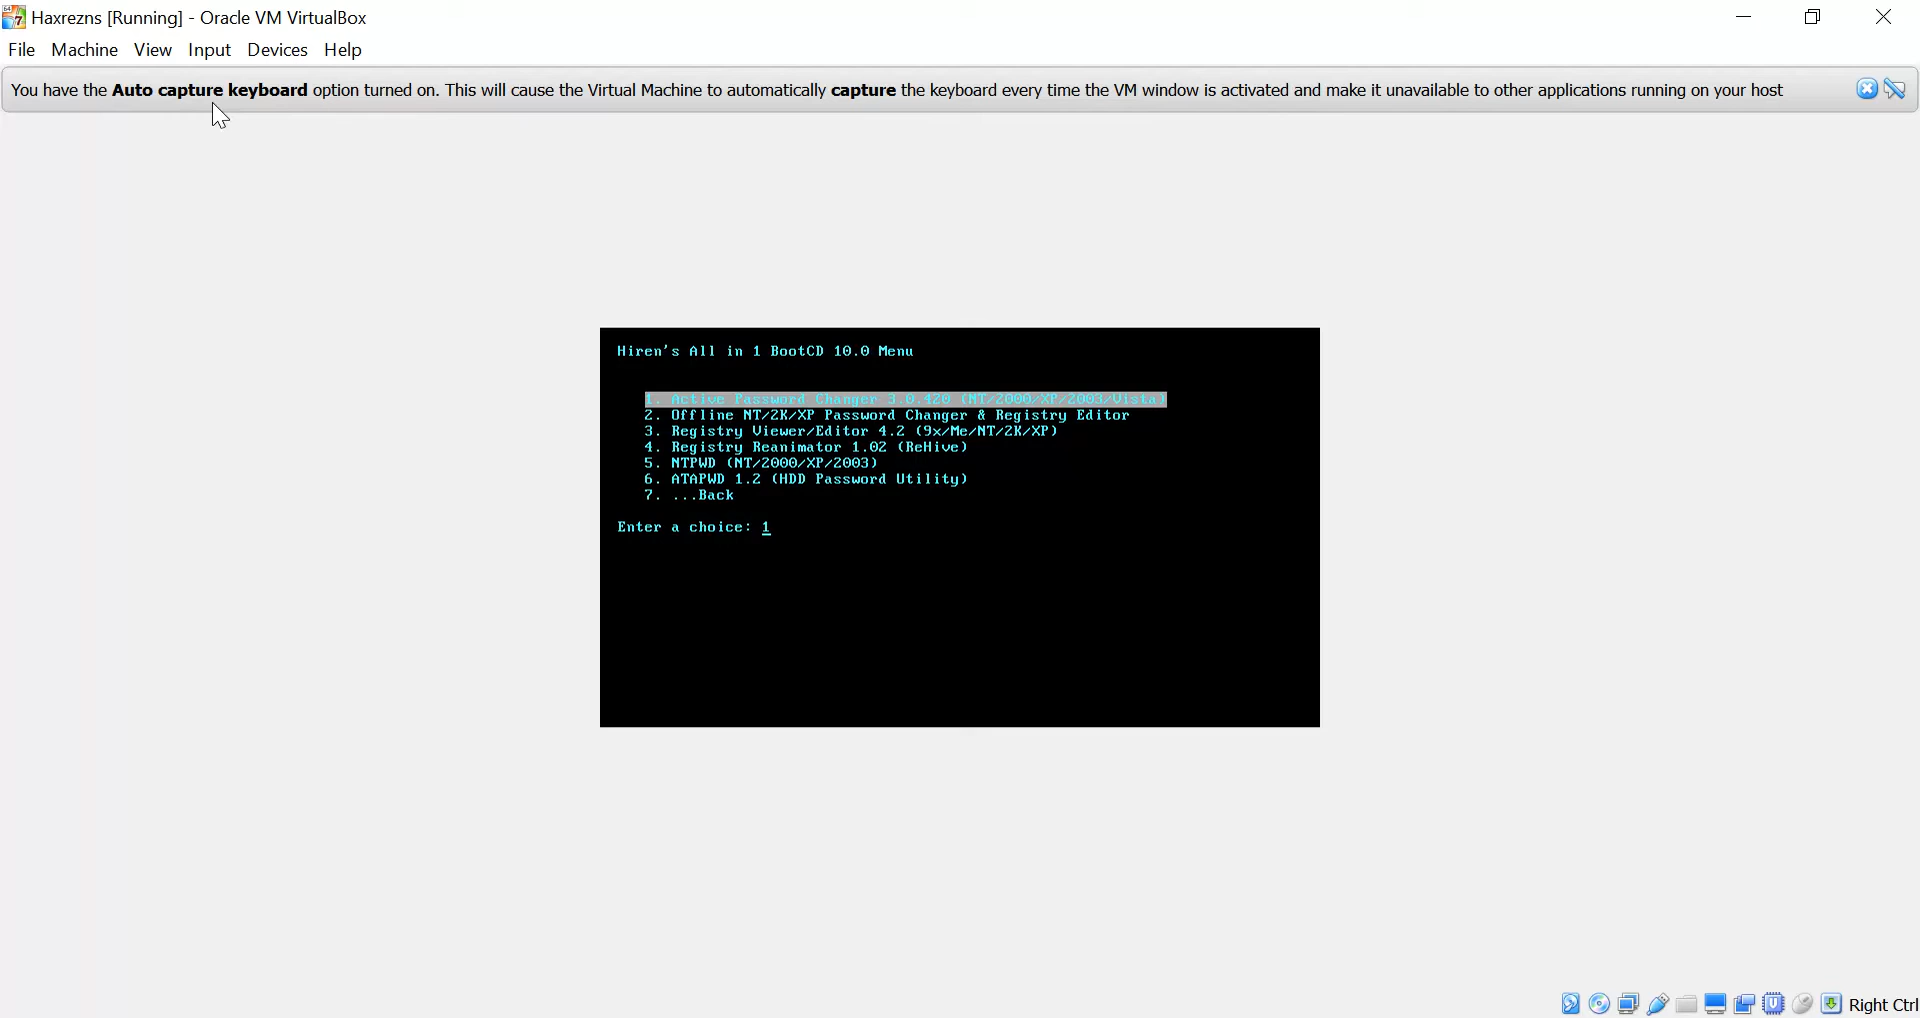 Haxrezns [Running] - Oracle VM VirtualBox
File Machine View Input Devices Help
You have the Auto capture keyboard option turned on. This will cause the Virtual Machine to automatically capture the keyboard every time the VM window is activated and make it unavailable to other applications running on your host
Hiren's All in 1 BootCD 10.0 Menu
1. Active Password Changer 3.0.420 (NT/2000/XP/2003/Vista)
2. Offline NT/2K/XP Password Changer & Registry Editor
3. Registry Viewer/Editor 4.2 (9x/Me/NT/2K/XP)
4. Registry Reanimator 1.02 (ReHive)
5. NTPWD (NT/2000/XP/2003)
6. ATAPWD 1.2 (HDD Password Utility)
7. ...Back
Enter a choice: 1
Right Ctrl